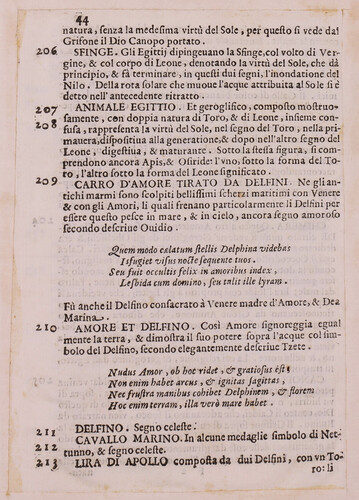 44
natura, senza la medesima virtù del Sole, per questo si vede dal
Grifone il Dio Canopo portato.
206 SFINGE. Gli Egittij dipingeuano la Sfinge, col volto di Ver-
gine, & col corpo di Leone, denotando la virtù del Sole, che dà
principio, & fà terminare, in questi dui segni, l'inondatione del
Nilo. Della rota solare che muoue l'acque attribuita al Sole si è
detto nell'antecedente ritratto.
207 ANIMALE EGITTIO. Et geroglifico, composto mostruo-
208 samente, con doppia natura di Toro, & di Leone, insieme con-
fusa, rappresenta la virtù del Sole, nel segno del Toro, nella pri-
mauera, dispositiua alla generatione, & dopo nell'altro segno del
Leone, digestiua, & maturante. Sotto la stessa figura, si com-
prendono ancora Apis, & Osiride: l'vno, sotto la forma del To-
ro, l'altro sotto la forma del Leone significato.
209 CARRO D'AMORE TIRATO DA DELFINI. Ne gli an-
tichi marmi sono scolpiti bellissimi scherzi maritimi con Venere
& con gli Amori, li quali frenano particolarmente li Delfini per
essere questo pesce in mare, & in cielo, ancora segno amoroso
secondo descriue Ouidio.
Quem modo cælatum stellis Delphina videbas
Is fugiet visus nocte sequente tuos.
Seu fuit occultis felix in amoribus index,
Lesbida cum domino, seu tulit ille lyram.
Fù anche il Delfino consacrato à Venere madre d'Amore, & Dea
Marina.
210 AMORE ET DELFINO. Così Amore signoreggia egual
mente la terra, & dimostra il suo potere sopra l'acque col sim-
bolo del Delfino, secondo elegantemente descriue Tzete.
Nudus Amor, ob hoc ridet, & gratiosus est
Non enim habet arcus, & ignitas sagittas,
Nec frustra manibus cohibet Delphinem, & florem
Hoc enim terram, illa verò mare habet.
211 DELFINO. Segno celeste.
212 CAVALLO MARINO. In alcune medaglie simbolo di Net-
tunno, & segno celeste.
213 LIRA DI APOLLO composta da dui Delfini, con vn To-
ro: li